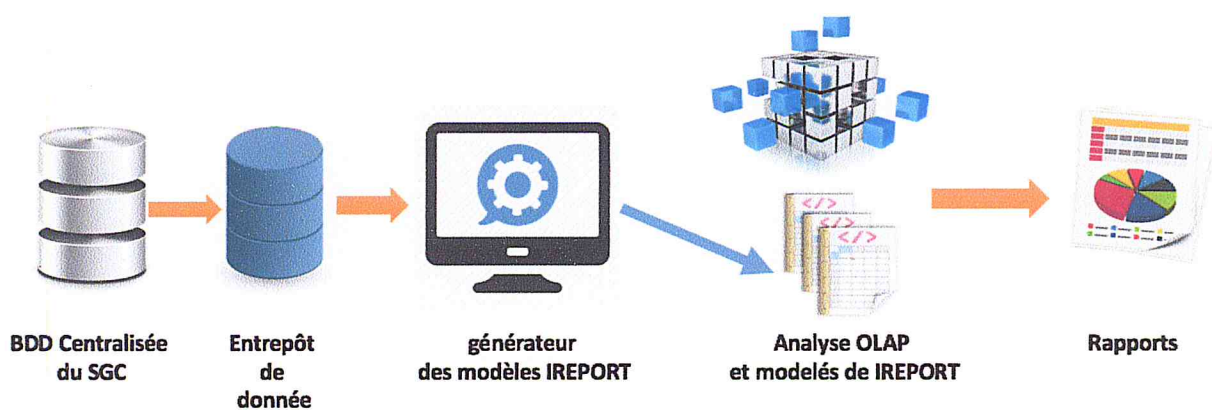 </>
</>
</>
BDD Centralisée
du SGC
Entrepôt
de
donnée
générateur
des modèles IREPORT
Analyse OLAP
et modelés de IREPORT
Rapports